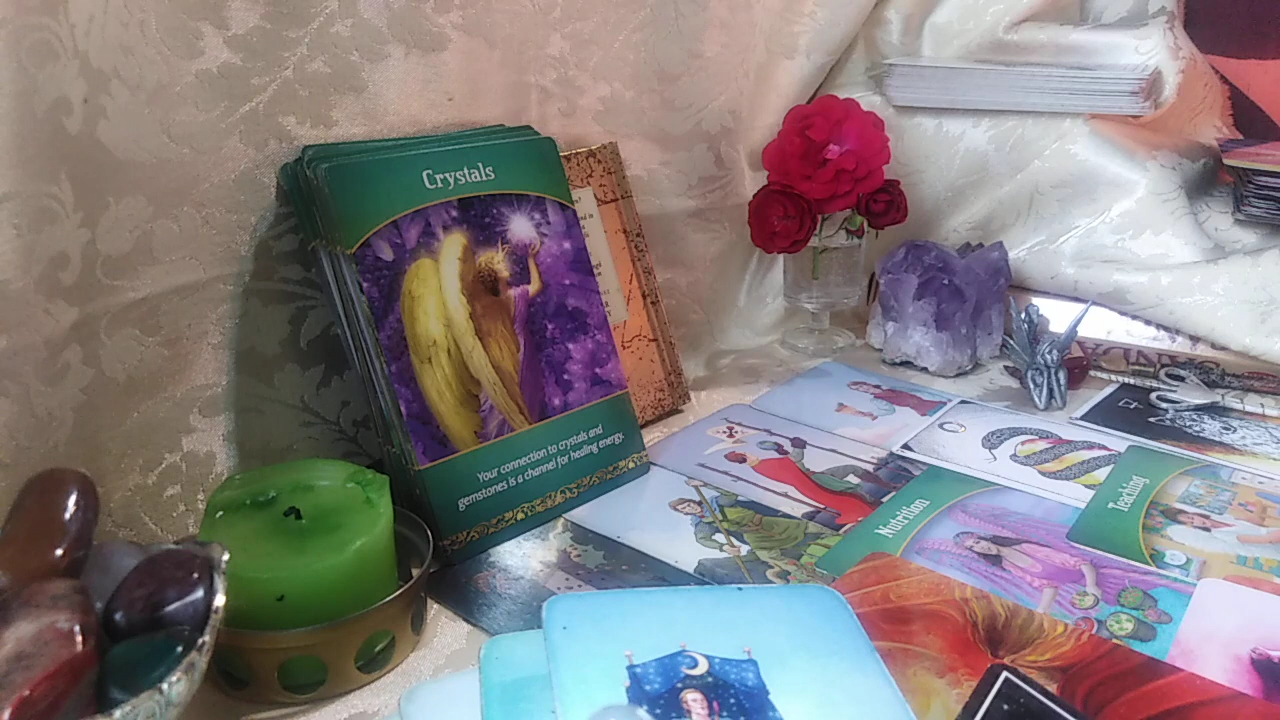 Crystals
Your connection to crystals and
gemstones is a channel for healing energy.
Nutrition
Teaching